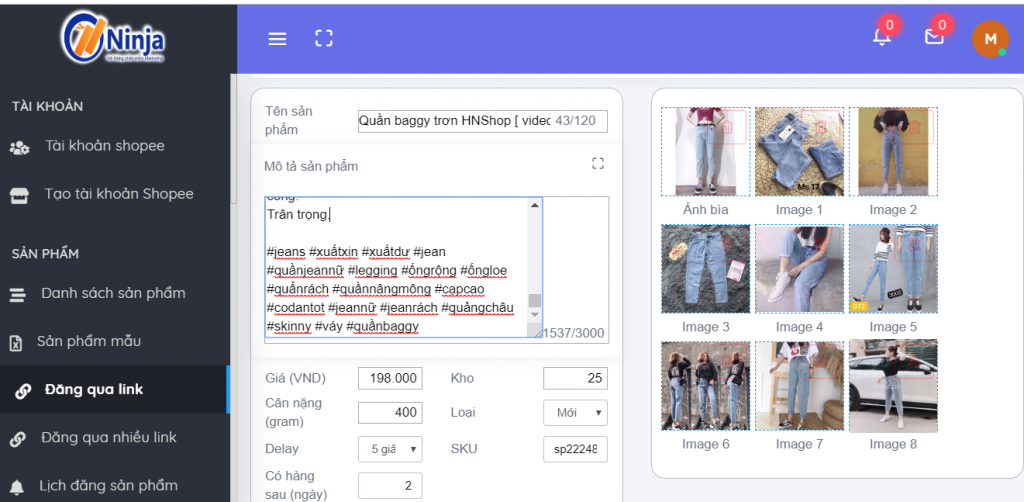 Ninja
0
0
M
TÀI KHOẢN
Tài khoản shopee
Tạo tài khoản Shopee
SẢN PHẨM
Danh sách sản phẩm
Sản phẩm mẫu
Đăng qua link
Đăng qua nhiều link
Lịch đăng sản phẩm
Tên sản
phẩm
Quần baggy trơn HNShop [ video 43/120
Mô tả sản phẩm
Trân trọng.
#jeans #xuấtxịn #xuấtdư #jean
#quầnjeannữ #legging #ốngrộng #ốngloe
#quầnrách #quầnnângmông #cạpcao
#codantot #jeannữ #jeanrách #quảngchâu
#skinny #váy #quầnbaggy
1537/3000
Giá (VND) 198.000 Kho 25
Cân nặng
(gram) 400 Loại Mới
Delay 5 giâ SKU sp22248
Có hàng
sau (ngày) 2
Ms 17
Ảnh bìa Image 1 Image 2
072
Image 3 Image 4 Image 5
Image 6 Image 7 Image 8